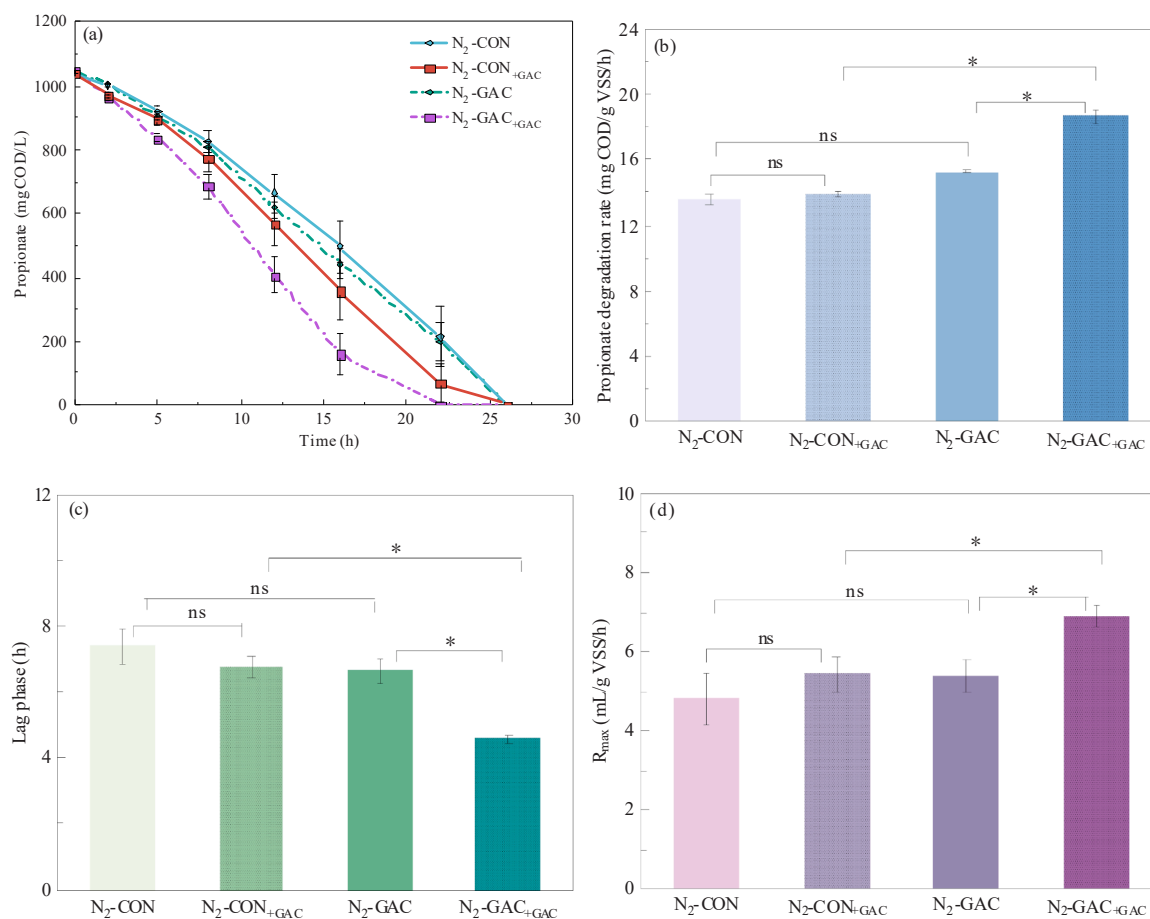 (a)
N₂-CON
N₂-CON+GAC
N₂-GAC
N₂-GAC+GAC
1200
1000
800
600
400
200
0
Propionate (mgCOD/L)
0 5 10 15 20 25 30
Time (h)
(b)
24
20
16
12
9
6
3
0
Propionate degradation rate (mg COD/g VSS/h)
*
*
ns
ns
N₂-CON N₂-CON+GAC N₂-GAC N₂-GAC+GAC
(c)
12
8
4
0
Lag phase (h)
*
ns
ns
*
N₂-CON N₂-CON+GAC N₂-GAC N₂-GAC+GAC
(d)
10
8
6
4
2
0
Rmax (mL/g VSS/h)
*
ns
*
ns
N₂-CON N₂-CON+GAC N₂-GAC N₂-GAC+GAC